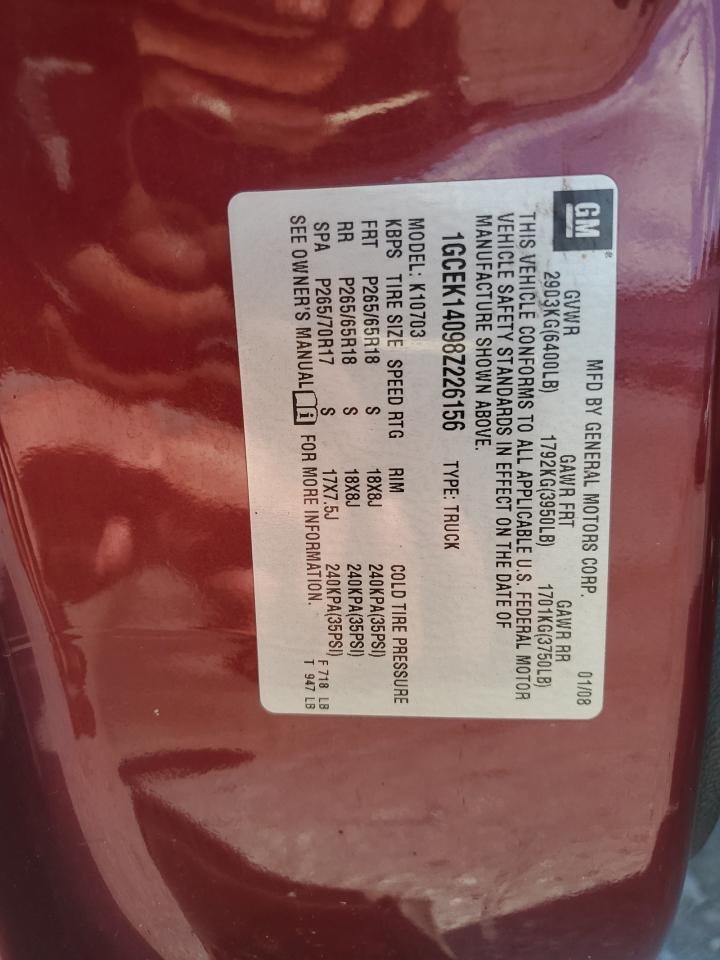 GM®
MFD BY GENERAL MOTORS CORP. 01/08
GVWR GAWR FRT GAWR RR
2903KG(6400LB) 1792KG(3950LB) 1701KG(3750LB)
THIS VEHICLE CONFORMS TO ALL APPLICABLE U.S. FEDERAL MOTOR
VEHICLE SAFETY STANDARDS IN EFFECT ON THE DATE OF
MANUFACTURE SHOWN ABOVE.
1GCEK14098Z226156 TYPE: TRUCK
MODEL: K10703
KBPS TIRE SIZE SPEED RTG RIM COLD TIRE PRESSURE
FRT P265/65R18 S 18X8J 240KPA(35PSI)
RR P265/65R18 S 18X8J 240KPA(35PSI)
SPA P265/70R17 S 17X7.5J 240KPA(35PSI) F 718 LB
SEE OWNER'S MANUAL i FOR MORE INFORMATION. T 947 LB